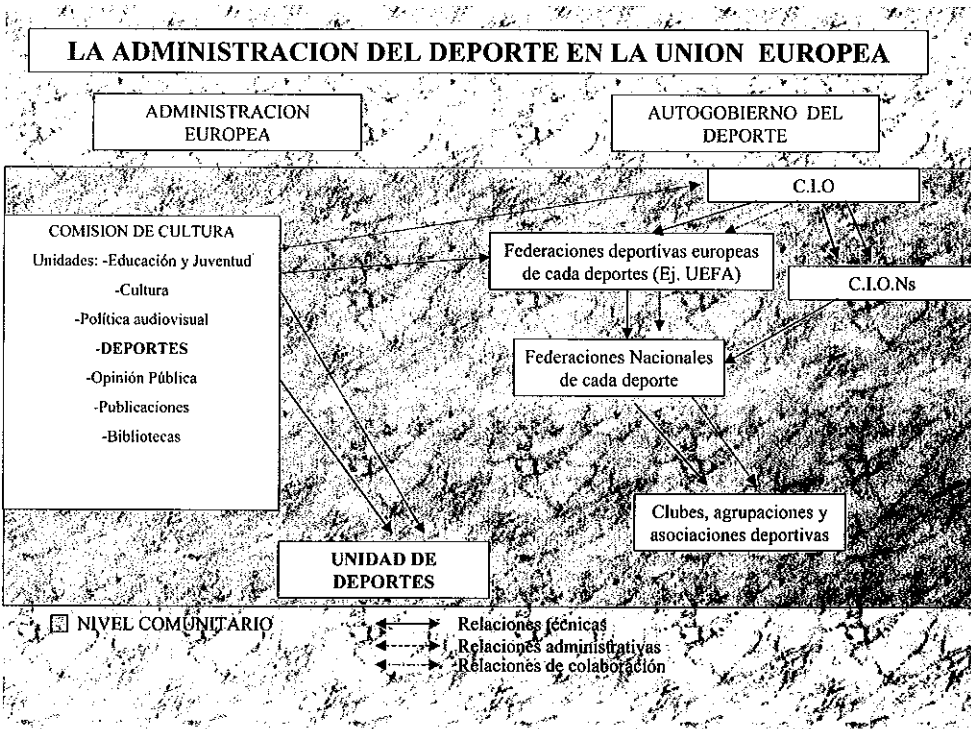 LA ADMINISTRACION DEL DEPORTE EN LA UNION EUROPEA
ADMINISTRACION
EUROPEA
AUTOGOBIERNO DEL
DEPORTE
C.I.O
COMISION DE CULTURA
Unidades: -Educación y Juventud
-Cultura
-Política audiovisual
-DEPORTES
-Opinión Pública
-Publicaciones
-Bibliotecas
Federaciones deportivas europeas
de cada deportes (Ej. UEFA)
C.I.O.Ns
Federaciones Nacionales
de cada deporte
Clubes, agrupaciones y
asociaciones deportivas
UNIDAD DE
DEPORTES
NIVEL COMUNITARIO
Relaciones técnicas
Relaciones administrativas
Relaciones de colaboración